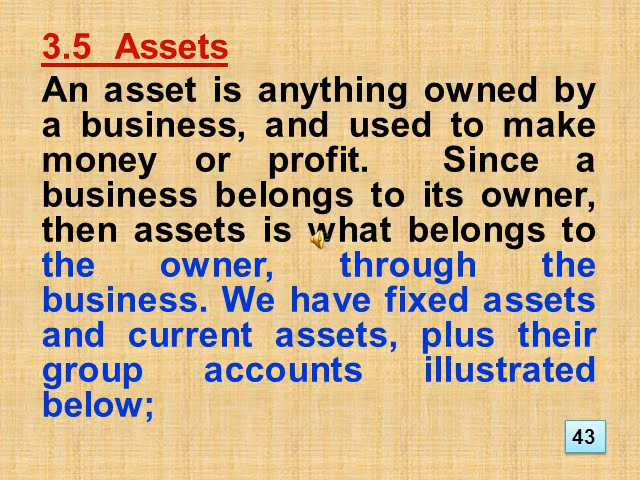 3.5 Assets
An asset is anything owned by
a business, and used to make
money or profit. Since a
business belongs to its owner,
then assets is what belongs to
the owner, through the
business. We have fixed assets
and current assets, plus their
group accounts illustrated
below;
43